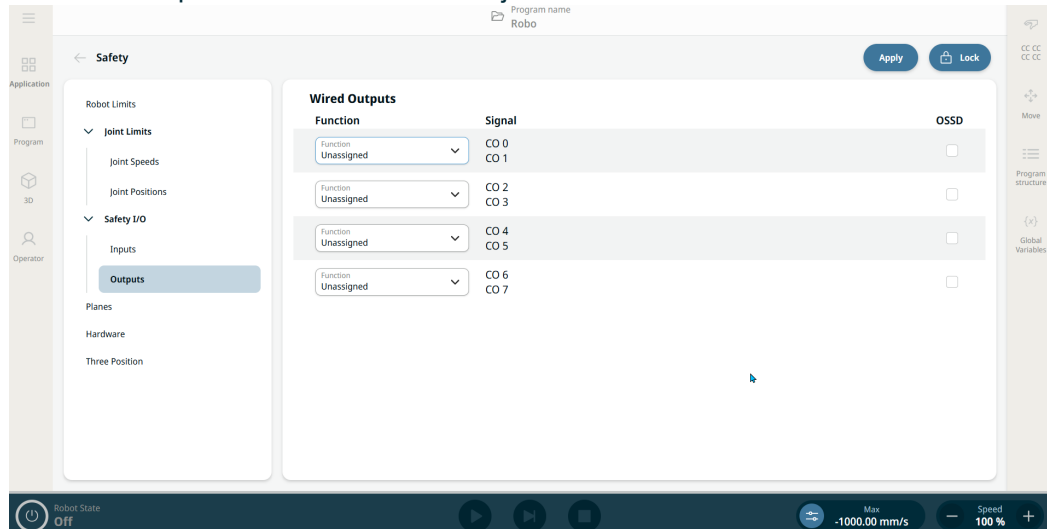 Program name
Robo
Safety
Apply
Lock
CC CC
CC CC
Application
Program
3D
Operator
Robot Limits
Joint Limits
Joint Speeds
Joint Positions
Safety I/O
Inputs
Outputs
Planes
Hardware
Three Position
Wired Outputs
Function
Signal
OSSD
Function
Unassigned
CO 0
CO 1
Function
Unassigned
CO 2
CO 3
Function
Unassigned
CO 4
CO 5
Function
Unassigned
CO 6
CO 7
Move
Program
structure
{x}
Global
Variables
Robot State
Off
Max
-1000.00 mm/s
Speed
100 %